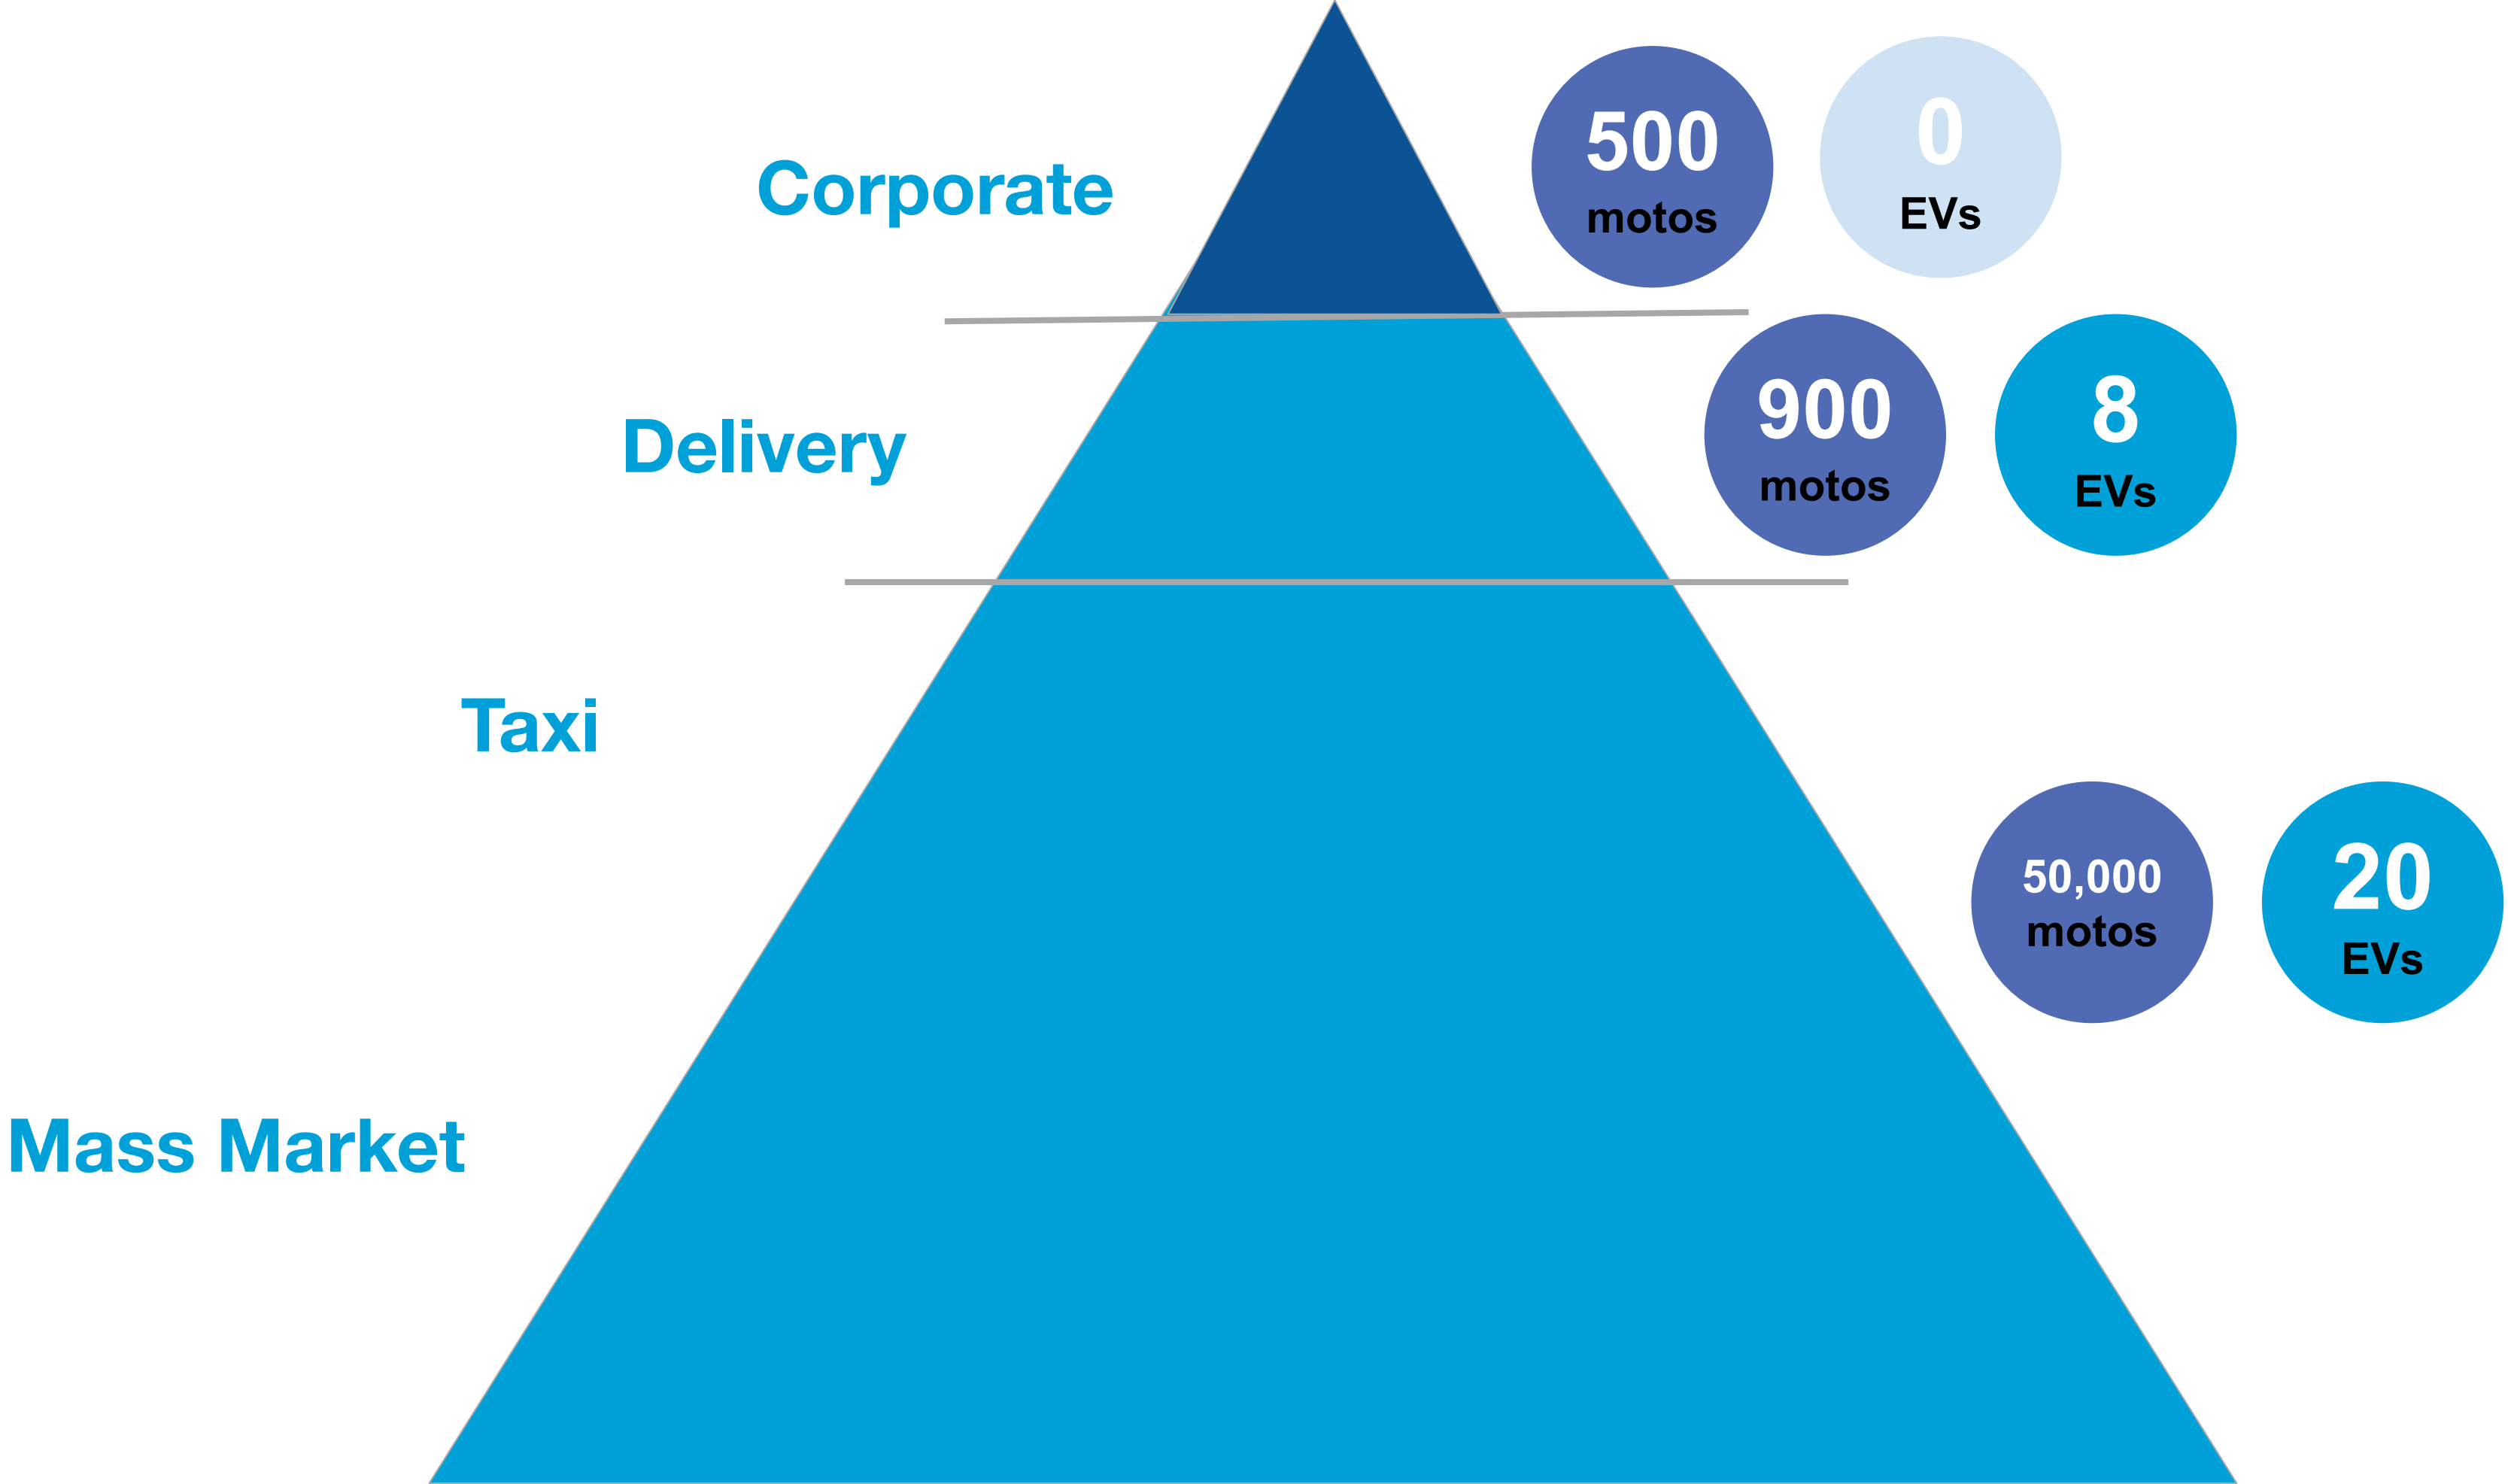 Corporate
500
motos
0
EVs
Delivery
900
motos
8
EVs
Taxi
50,000
motos
20
EVs
Mass Market